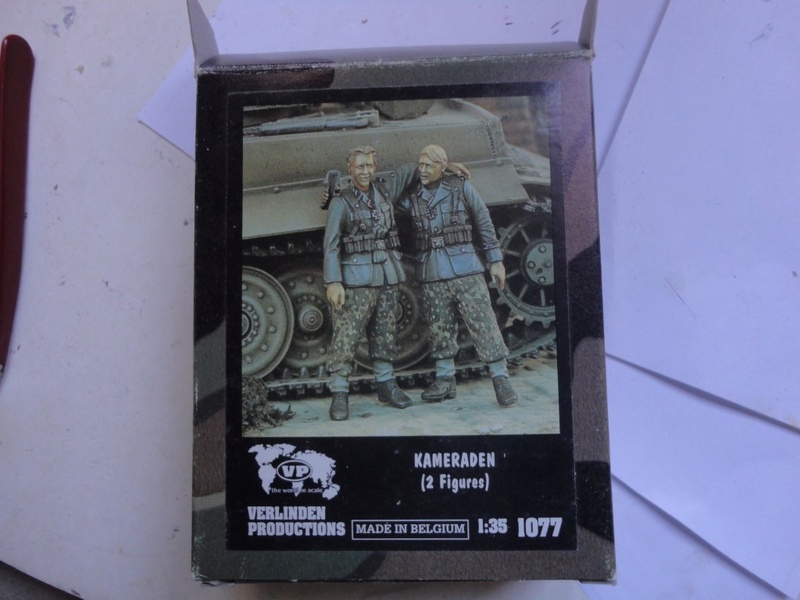 KAMERADEN
(2 Figures)
VP
the world in scale
VERLINDEN
PRODUCTIONS
MADE IN BELGIUM
1:35
1077